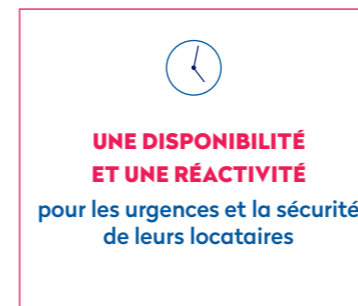 UNE DISPONIBILITÉ
ET UNE RÉACTIVITÉ
pour les urgences et la sécurité
de leurs locataires